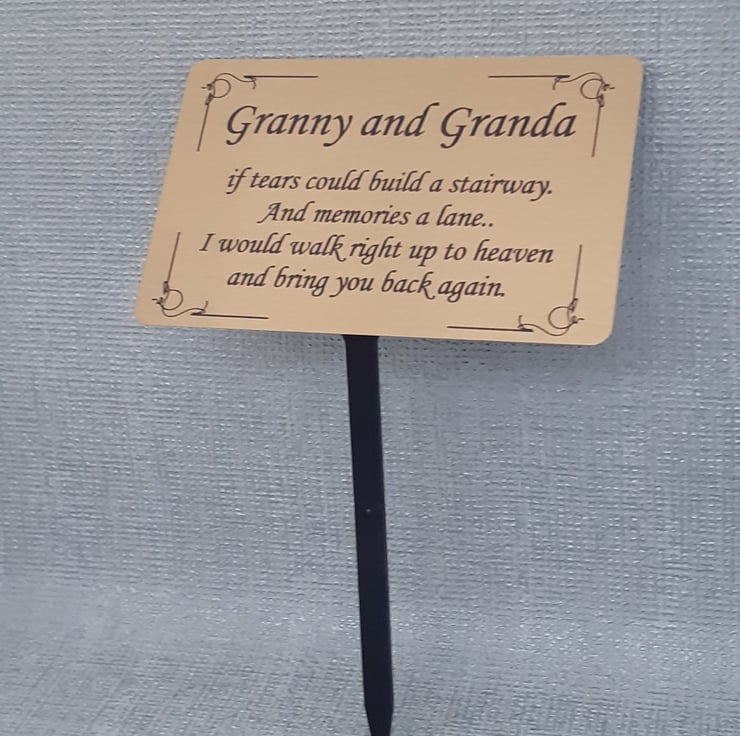 Granny and Granda
if tears could build a stairway.
And memories a lane..
I would walk right up to heaven
and bring you back again.